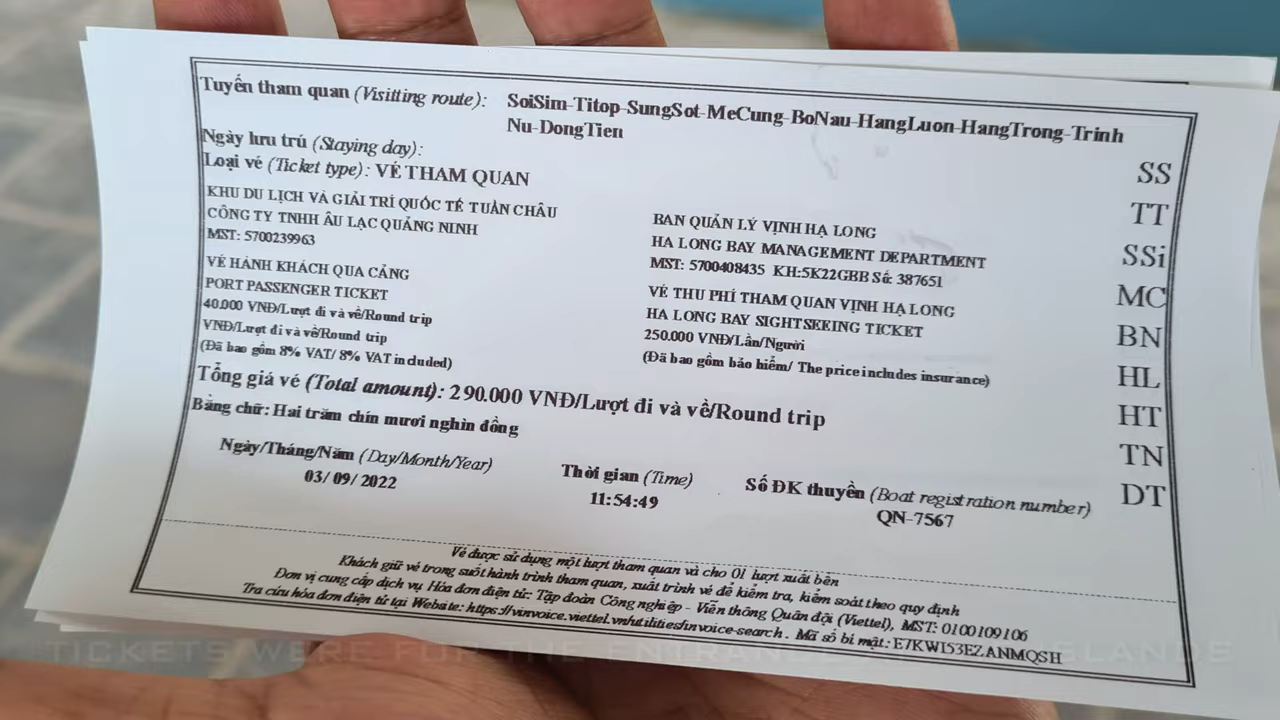 Tuyến tham quan (Visitting route): SoiSim-Titop-SungSot-MeCung-BoNau-HangLuon-HangTrong-Trinh
Nu-DongTien
Ngày lưu trú (Staying day):
Loại vé (Ticket type): VÉ THAM QUAN
KHU DU LỊCH VÀ GIẢI TRÍ QUỐC TẾ TUẦN CHÂU
CÔNG TY TNHH ÂU LẠC QUẢNG NINH
MST: 5700239963
VÉ HÀNH KHÁCH QUA CẢNG
PORT PASSENGER TICKET
40.000 VNĐ/Lượt đi và về/Round trip
VNĐ/Lượt đi và về/Round trip
(Đã bao gồm 8% VAT/ 8% VAT included)
BAN QUẢN LÝ VỊNH HẠ LONG
HA LONG BAY MANAGEMENT DEPARTMENT
MST: 5700408435 KH:5K22GBB Số: 387651
VÉ THU PHÍ THAM QUAN VỊNH HẠ LONG
HA LONG BAY SIGHTSEEING TICKET
250.000 VNĐ/Lần/Người
(Đã bao gồm bảo hiểm/ The price includes insurance)
SS
TT
SSi
MC
BN
HL
HT
TN
DT
Tổng giá vé (Total amount): 290.000 VNĐ/Lượt đi và về/Round trip
Bằng chữ: Hai trăm chín mươi nghìn đồng
Ngày/Tháng/Năm (Day/Month/Year)
03/09/2022
Thời gian (Time)
11:54:49
Số ĐK thuyền (Boat registration number)
QN-7567
Vé được sử dụng một lượt tham quan và cho 01 lượt xuất bến
Khách giữ vé trong suốt hành trình tham quan, xuất trình vé để kiểm tra, kiểm soát theo quy định
Đơn vị cung cấp dịch vụ Hóa đơn điện tử: Tập đoàn Công nghiệp - Viễn thông Quân đội (Viettel), MST: 0100109106
Tra cứu hóa đơn điện tử tại Website: https://vinvoice.viettel.vn/utilities/invoice-search . Mã số bí mật: E7KWI53EZANMQSH
TICKETS WERE FOR THE ENTRANCE